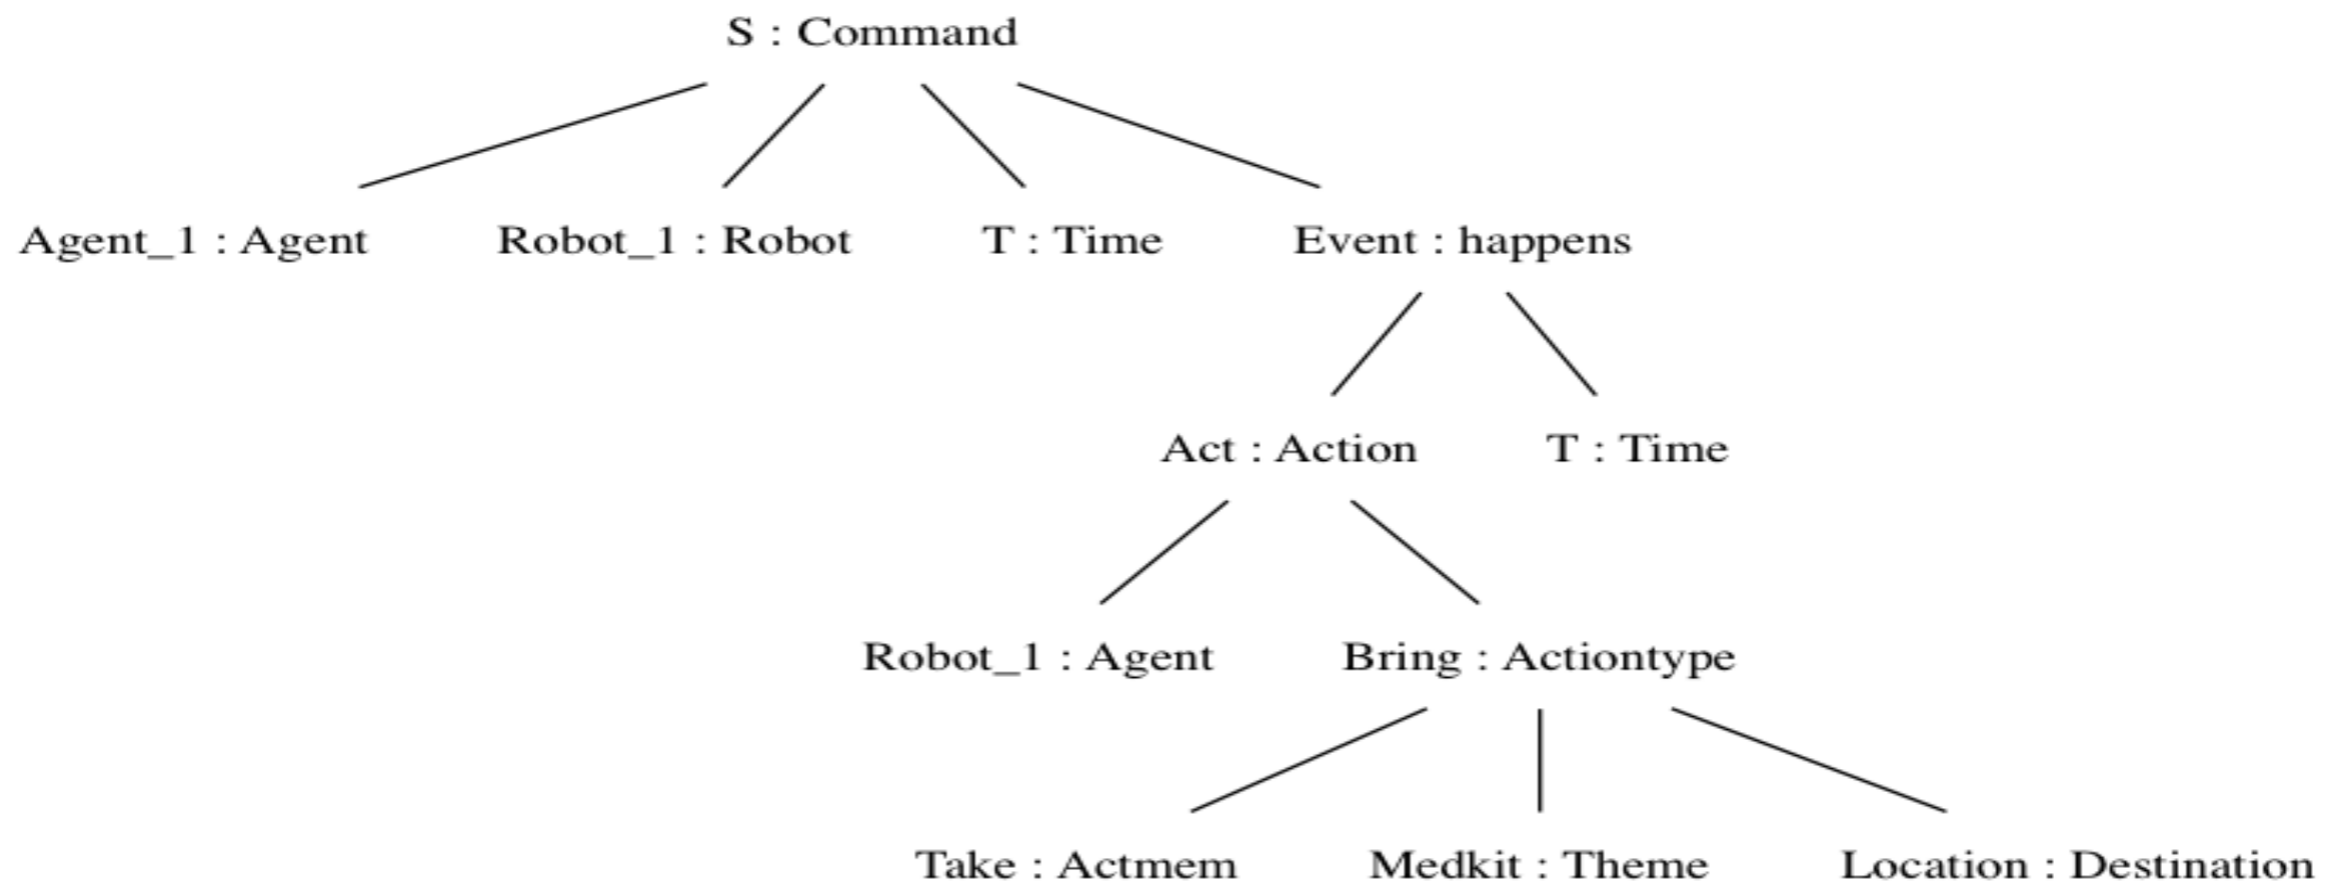 S : Command
Agent_1 : Agent Robot_1 : Robot T : Time Event : happens
Act : Action T : Time
Robot_1 : Agent Bring : Actiontype
Take : Actmem Medkit : Theme Location : Destination